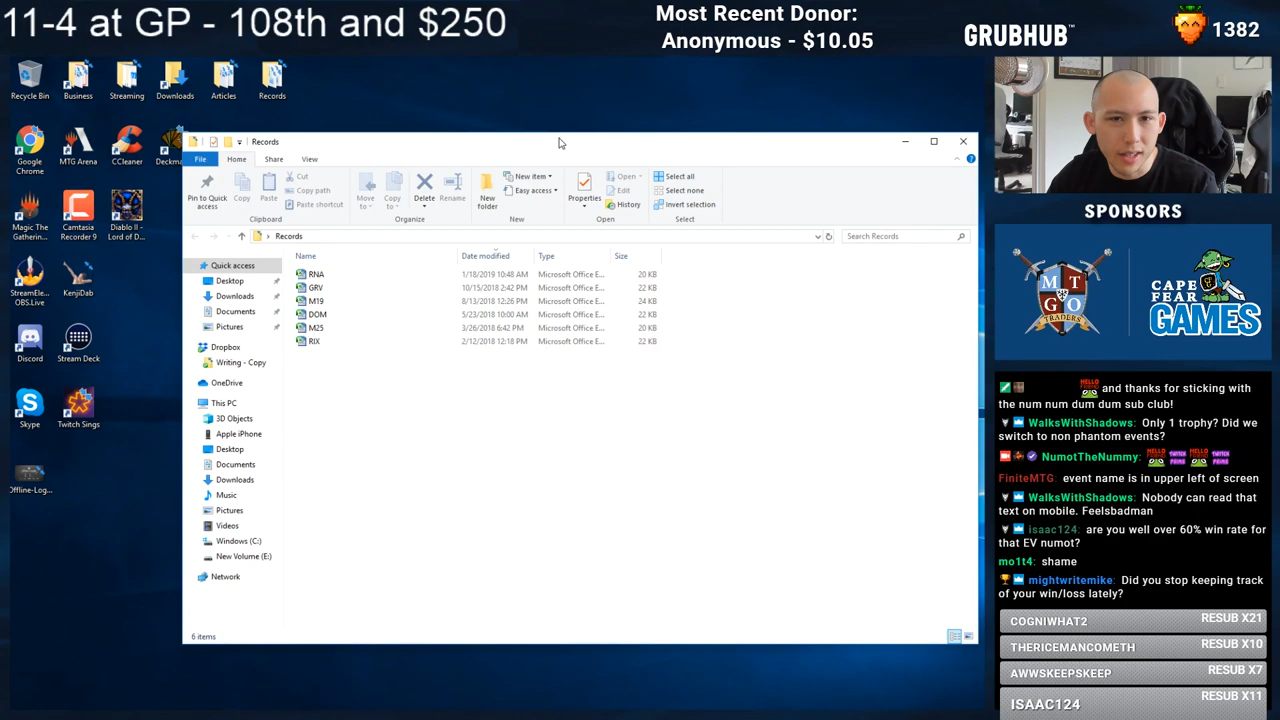 11-4 at GP - 108th and $250
Most Recent Donor:
Anonymous - $10.05
GRUBHUB™
1382
Recycle Bin
Business
Streaming
Downloads
Articles
Records
Google Chrome
MTG Arena
CCleaner
Magic The Gatherin...
Camtasia Recorder 9
Diablo II - Lord of D...
StreamEle... OBS.Live
KenjiDab
Discord
Stream Deck
Skype
Twitch Sings
Offline-Log...
Records
File
Home
Share
View
Pin to Quick access
Copy
Paste
Cut
Copy path
Paste shortcut
Clipboard
Move to
Copy to
Delete
Rename
Organize
New folder
New item
Easy access
New
Properties
Open
Edit
History
Open
Select all
Select none
Invert selection
Select
Records
Search Records
Name
Date modified
Type
Size
RNA 1/18/2019 10:48 AM Microsoft Office E... 20 KB
GRV 10/15/2018 2:42 PM Microsoft Office E... 22 KB
M19 8/13/2018 12:26 PM Microsoft Office E... 24 KB
DOM 5/23/2018 10:00 AM Microsoft Office E... 22 KB
M25 3/26/2018 6:42 PM Microsoft Office E... 20 KB
RIX 2/12/2018 12:18 PM Microsoft Office E... 22 KB
Quick access
Desktop
Downloads
Documents
Pictures
Dropbox
Writing - Copy
OneDrive
This PC
3D Objects
Apple iPhone
Desktop
Documents
Downloads
Music
Pictures
Videos
Windows (C:)
New Volume (E:)
Network
6 items
SPONSORS
MTGO
TRADERS
CAPE FEAR
GAMES
and thanks for sticking with
the num num dum dum sub club!
WalksWithShadows: Only 1 trophy? Did we
switch to non phantom events?
NumotTheNummy:
FiniteMTG: event name is in upper left of screen
WalksWithShadows: Nobody can read that
text on mobile. Feelsbadman
isaac124: are you well over 60% win rate for
that EV numot?
mo1t4: shame
mightwritemike: Did you stop keeping track
of your win/loss lately?
COGNIWHAT2 RESUB X21
THERICEMANCOMETH RESUB X10
AWWSKEEPSKEEP RESUB X7
ISAAC124 RESUB X11